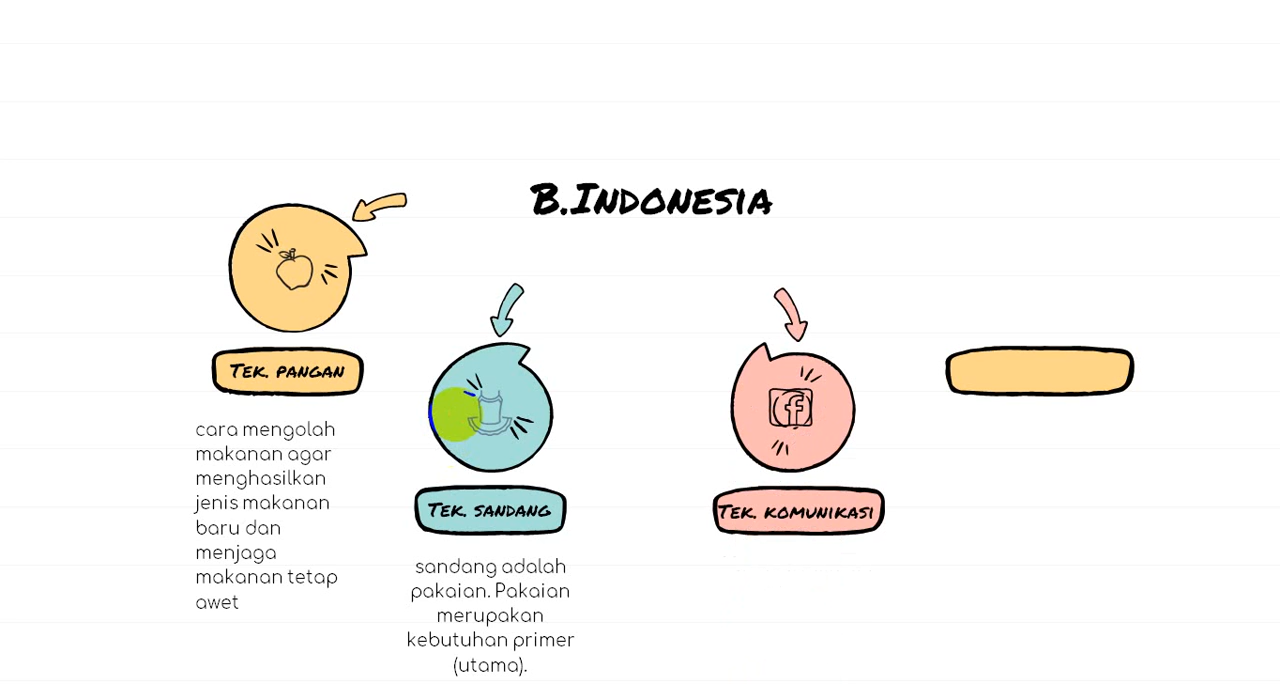 B.Indonesia
Tek. pangan
cara mengolah
makanan agar
menghasilkan
jenis makanan
baru dan
menjaga
makanan tetap
awet
Tek. sandang
sandang adalah
pakaian. Pakaian
merupakan
kebutuhan primer
(utama).
Tek. komunikasi
f